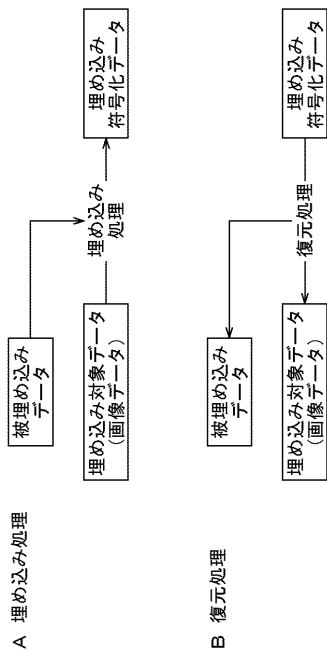 A 埋め込み処理
被埋め込み
データ
埋め込み対象データ
(画像データ)
埋め込み
処理
埋め込み
符号化データ
B 復元処理
被埋め込み
データ
埋め込み対象データ
(画像データ)
復元処理
埋め込み
符号化データ